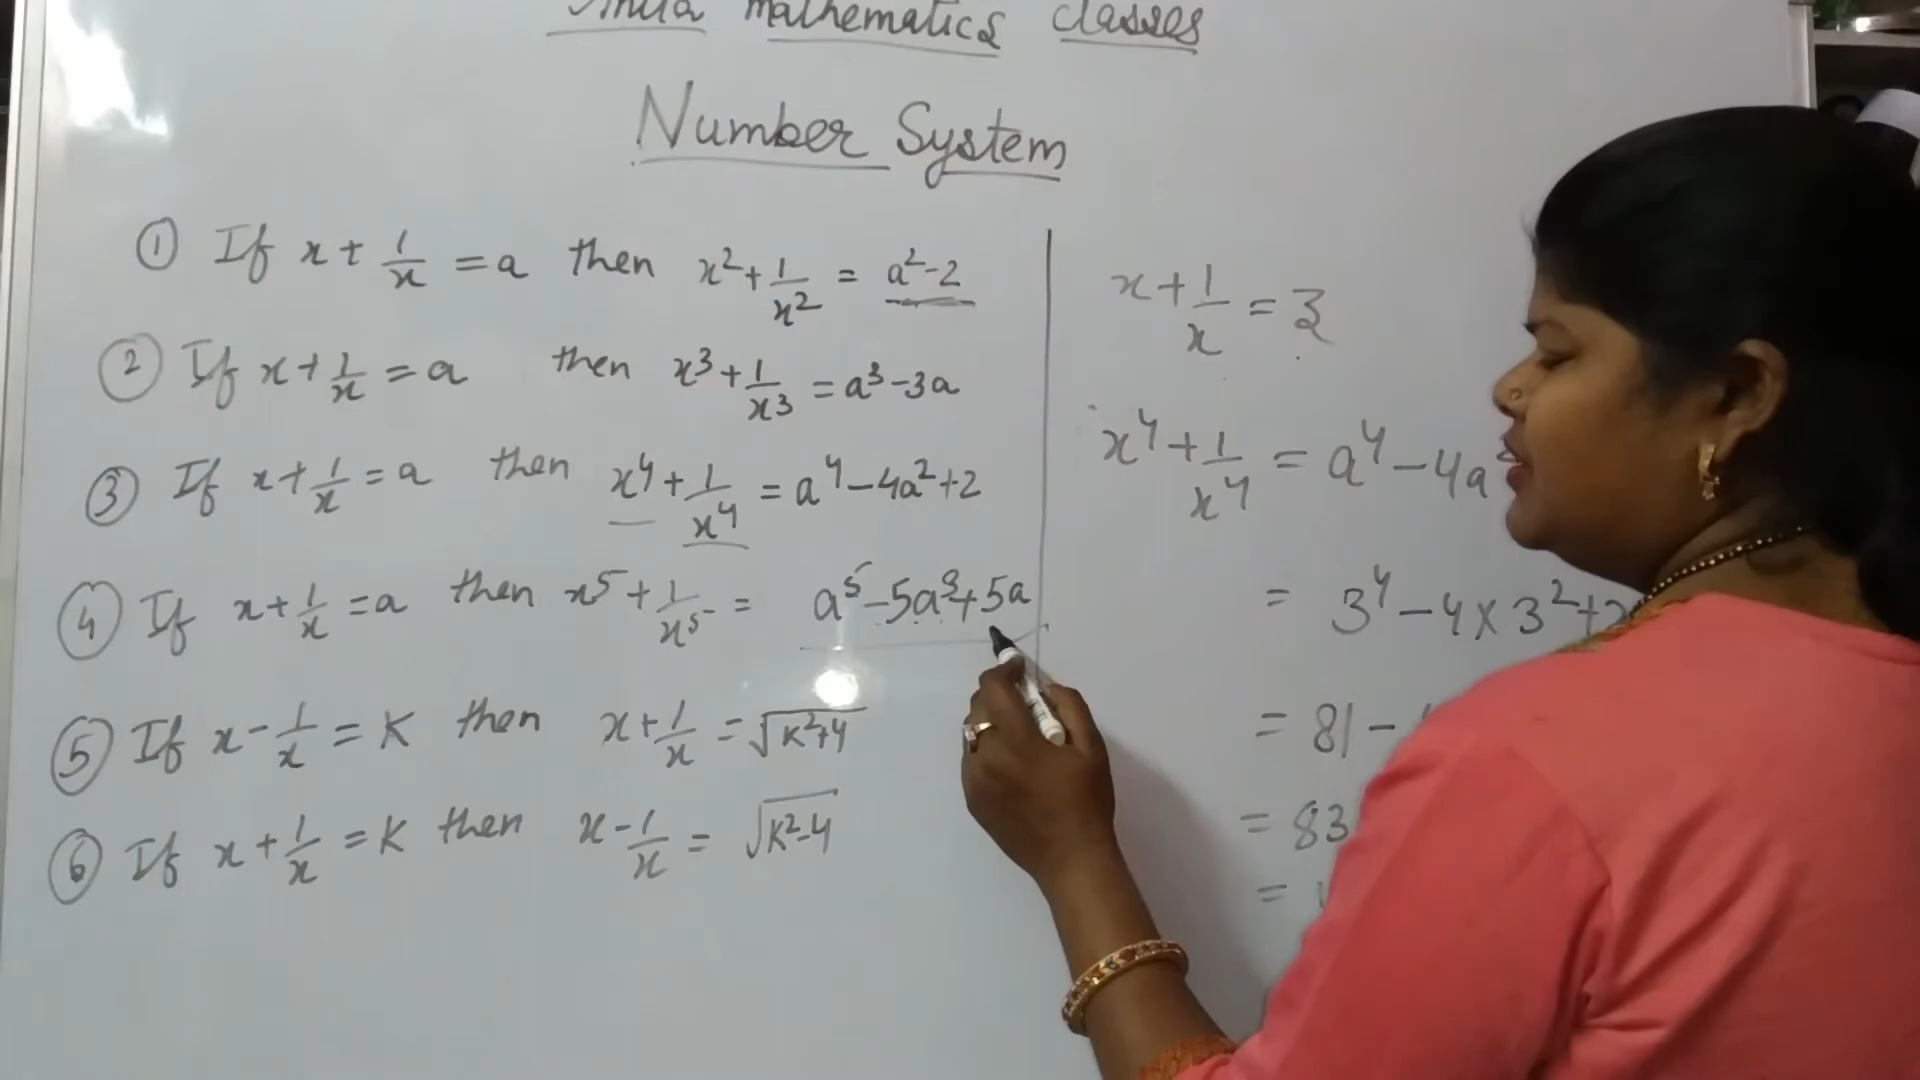 Mathematics Classes
Number System
① If x + 1/x = a then x² + 1/x² = a² - 2
② If x + 1/x = a then x³ + 1/x³ = a³ - 3a
③ If x + 1/x = a then x⁴ + 1/x⁴ = a⁴ - 4a² + 2
④ If x + 1/x = a then x⁵ + 1/x⁵ = a⁵ - 5a³ + 5a
⑤ If x - 1/x = K then x + 1/x = √(K² + 4)
⑥ If x + 1/x = K then x - 1/x = √(K² - 4)
x + 1/x = 3
x⁴ + 1/x⁴ = a⁴ - 4a
= 3⁴ - 4 × 3² + 2
= 81 -
= 83
=